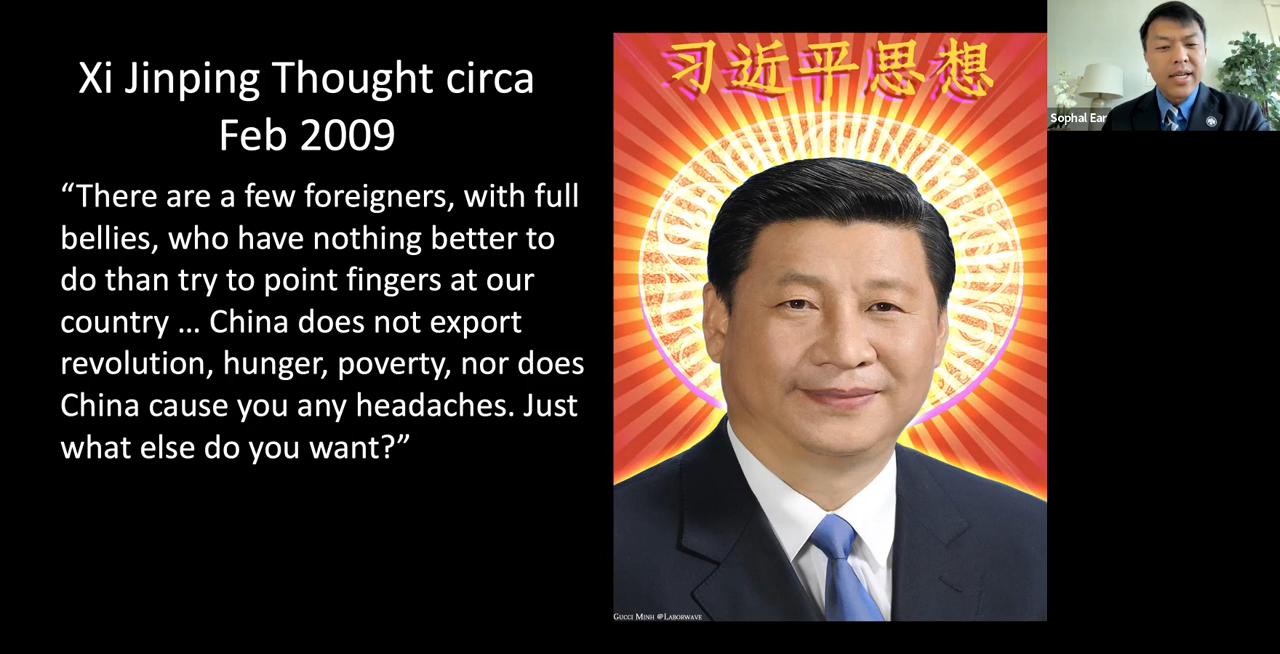 Xi Jinping Thought circa
Feb 2009
“There are a few foreigners, with full
bellies, who have nothing better to
do than try to point fingers at our
country … China does not export
revolution, hunger, poverty, nor does
China cause you any headaches. Just
what else do you want?”
习近平思想
Gucci Minh @Laborwave
Sophal Ear